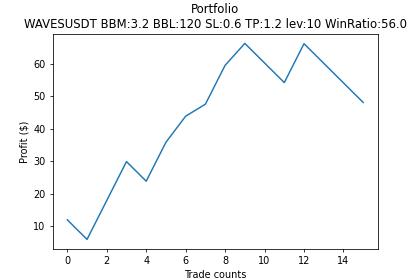 Portfolio
WAVESUSDT BBM:3.2 BBL:120 SL:0.6 TP:1.2 lev:10 WinRatio:56.0
60
50
40
30
20
10
Profit ($)
0 2 4 6 8 10 12 14
Trade counts